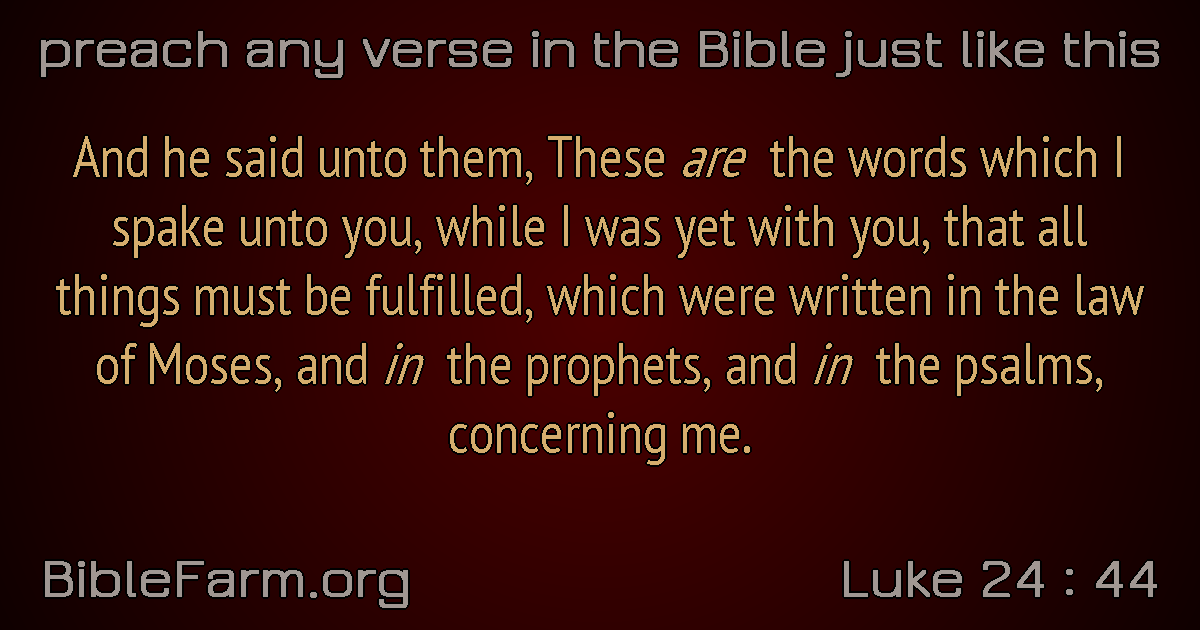 preach any verse in the Bible just like this
And he said unto them, These are the words which I
spake unto you, while I was yet with you, that all
things must be fulfilled, which were written in the law
of Moses, and in the prophets, and in the psalms,
concerning me.
BibleFarm.org
Luke 24 : 44